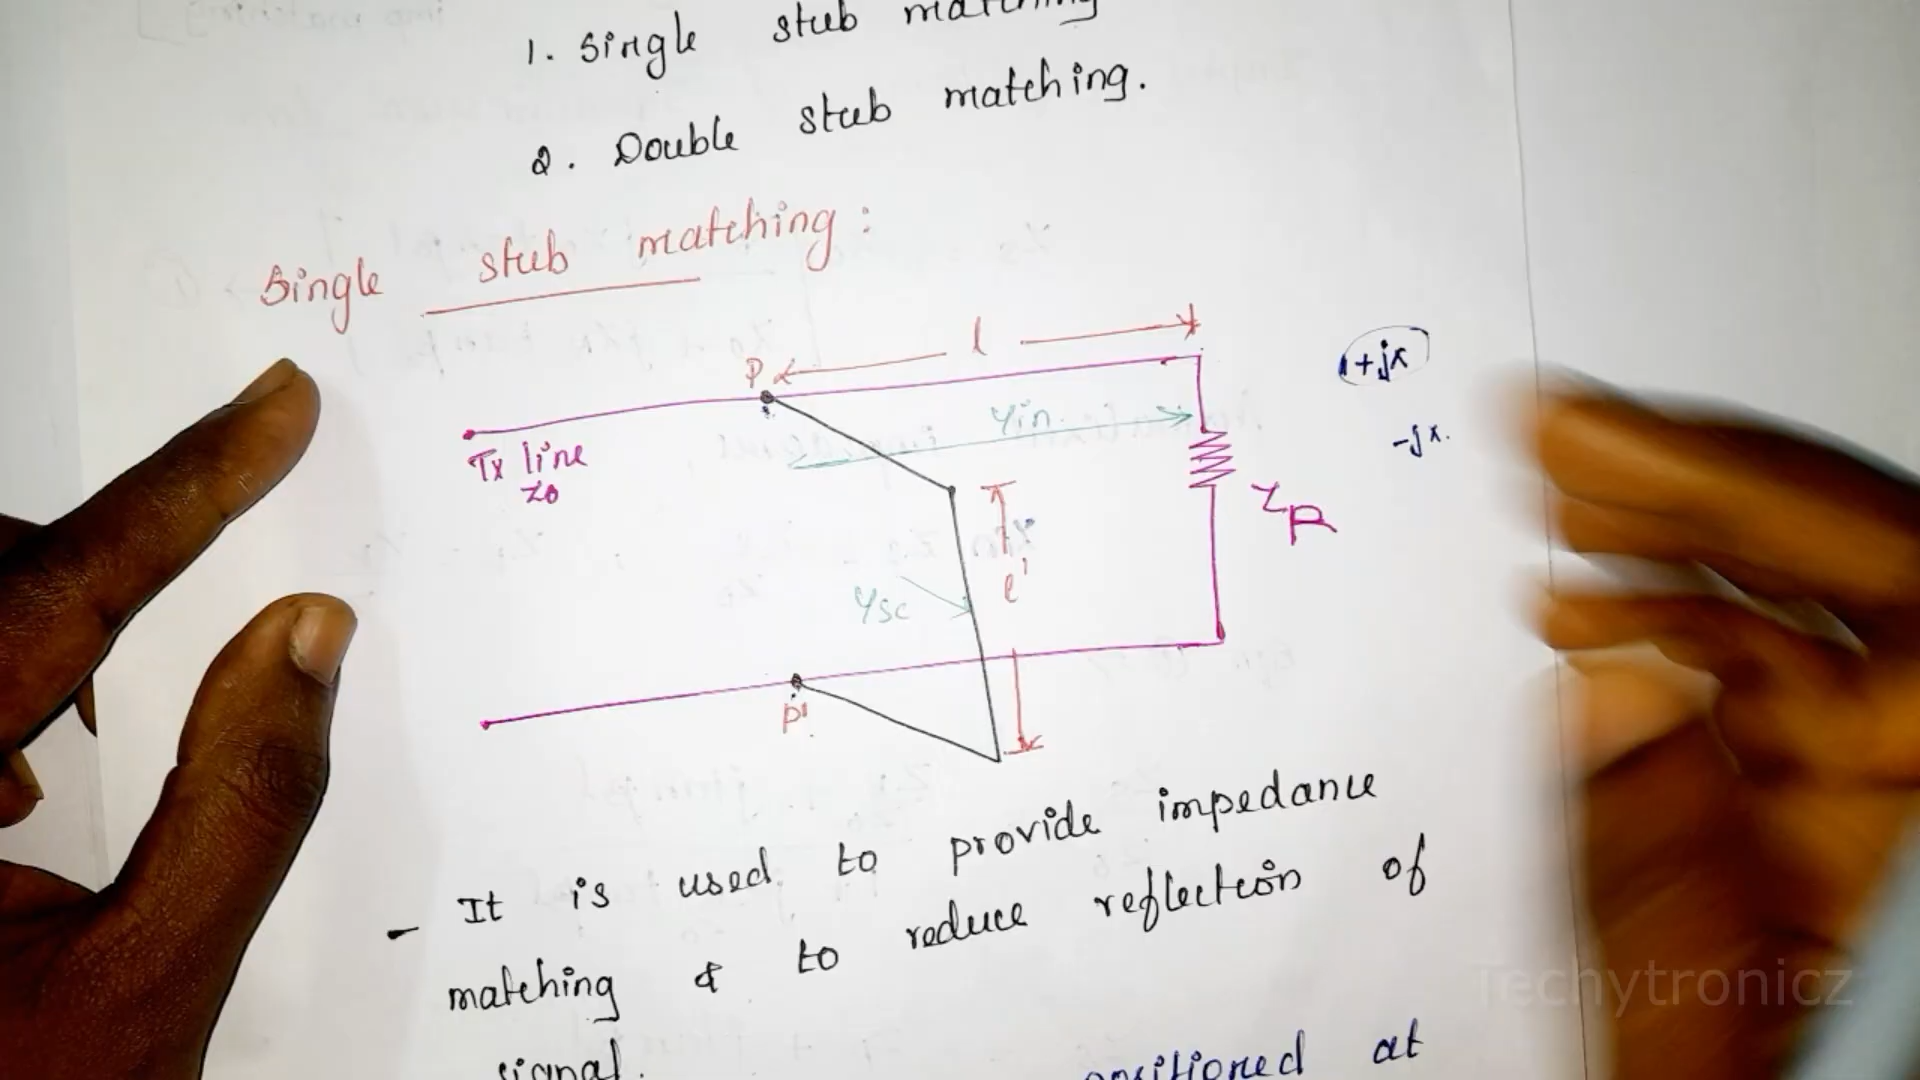 1. Single stub matching
2. Double stub matching.
Single stub matching:
l
P
1+jx
Yin
-jx.
Tx line
Z0
ZR
l'
Ysc
P'
- It is used to provide impedance
matching & to reduce reflection of
signal. positioned at
Techytronicz